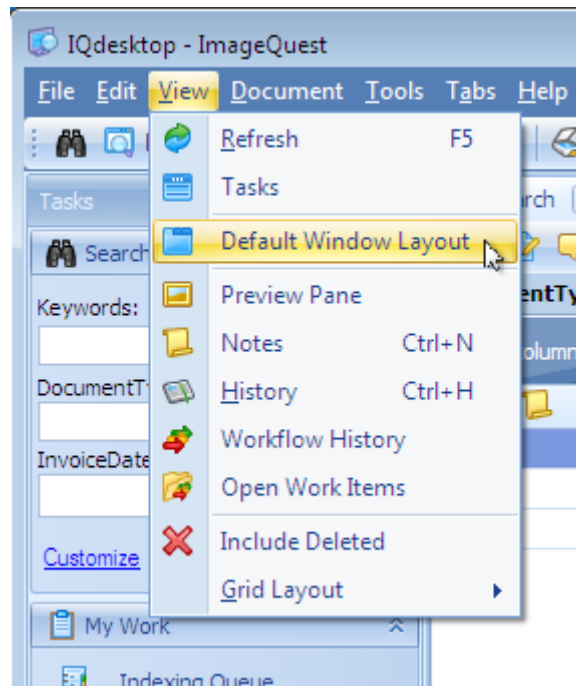 IQdesktop - ImageQuest
File Edit View Document Tools Tabs Help
Refresh F5
Tasks
Tasks
Default Window Layout
Search
Preview Pane
Keywords:
Notes Ctrl+N
History Ctrl+H
Workflow History
Open Work Items
Include Deleted
Customize
Grid Layout
My Work
Indexing Queue